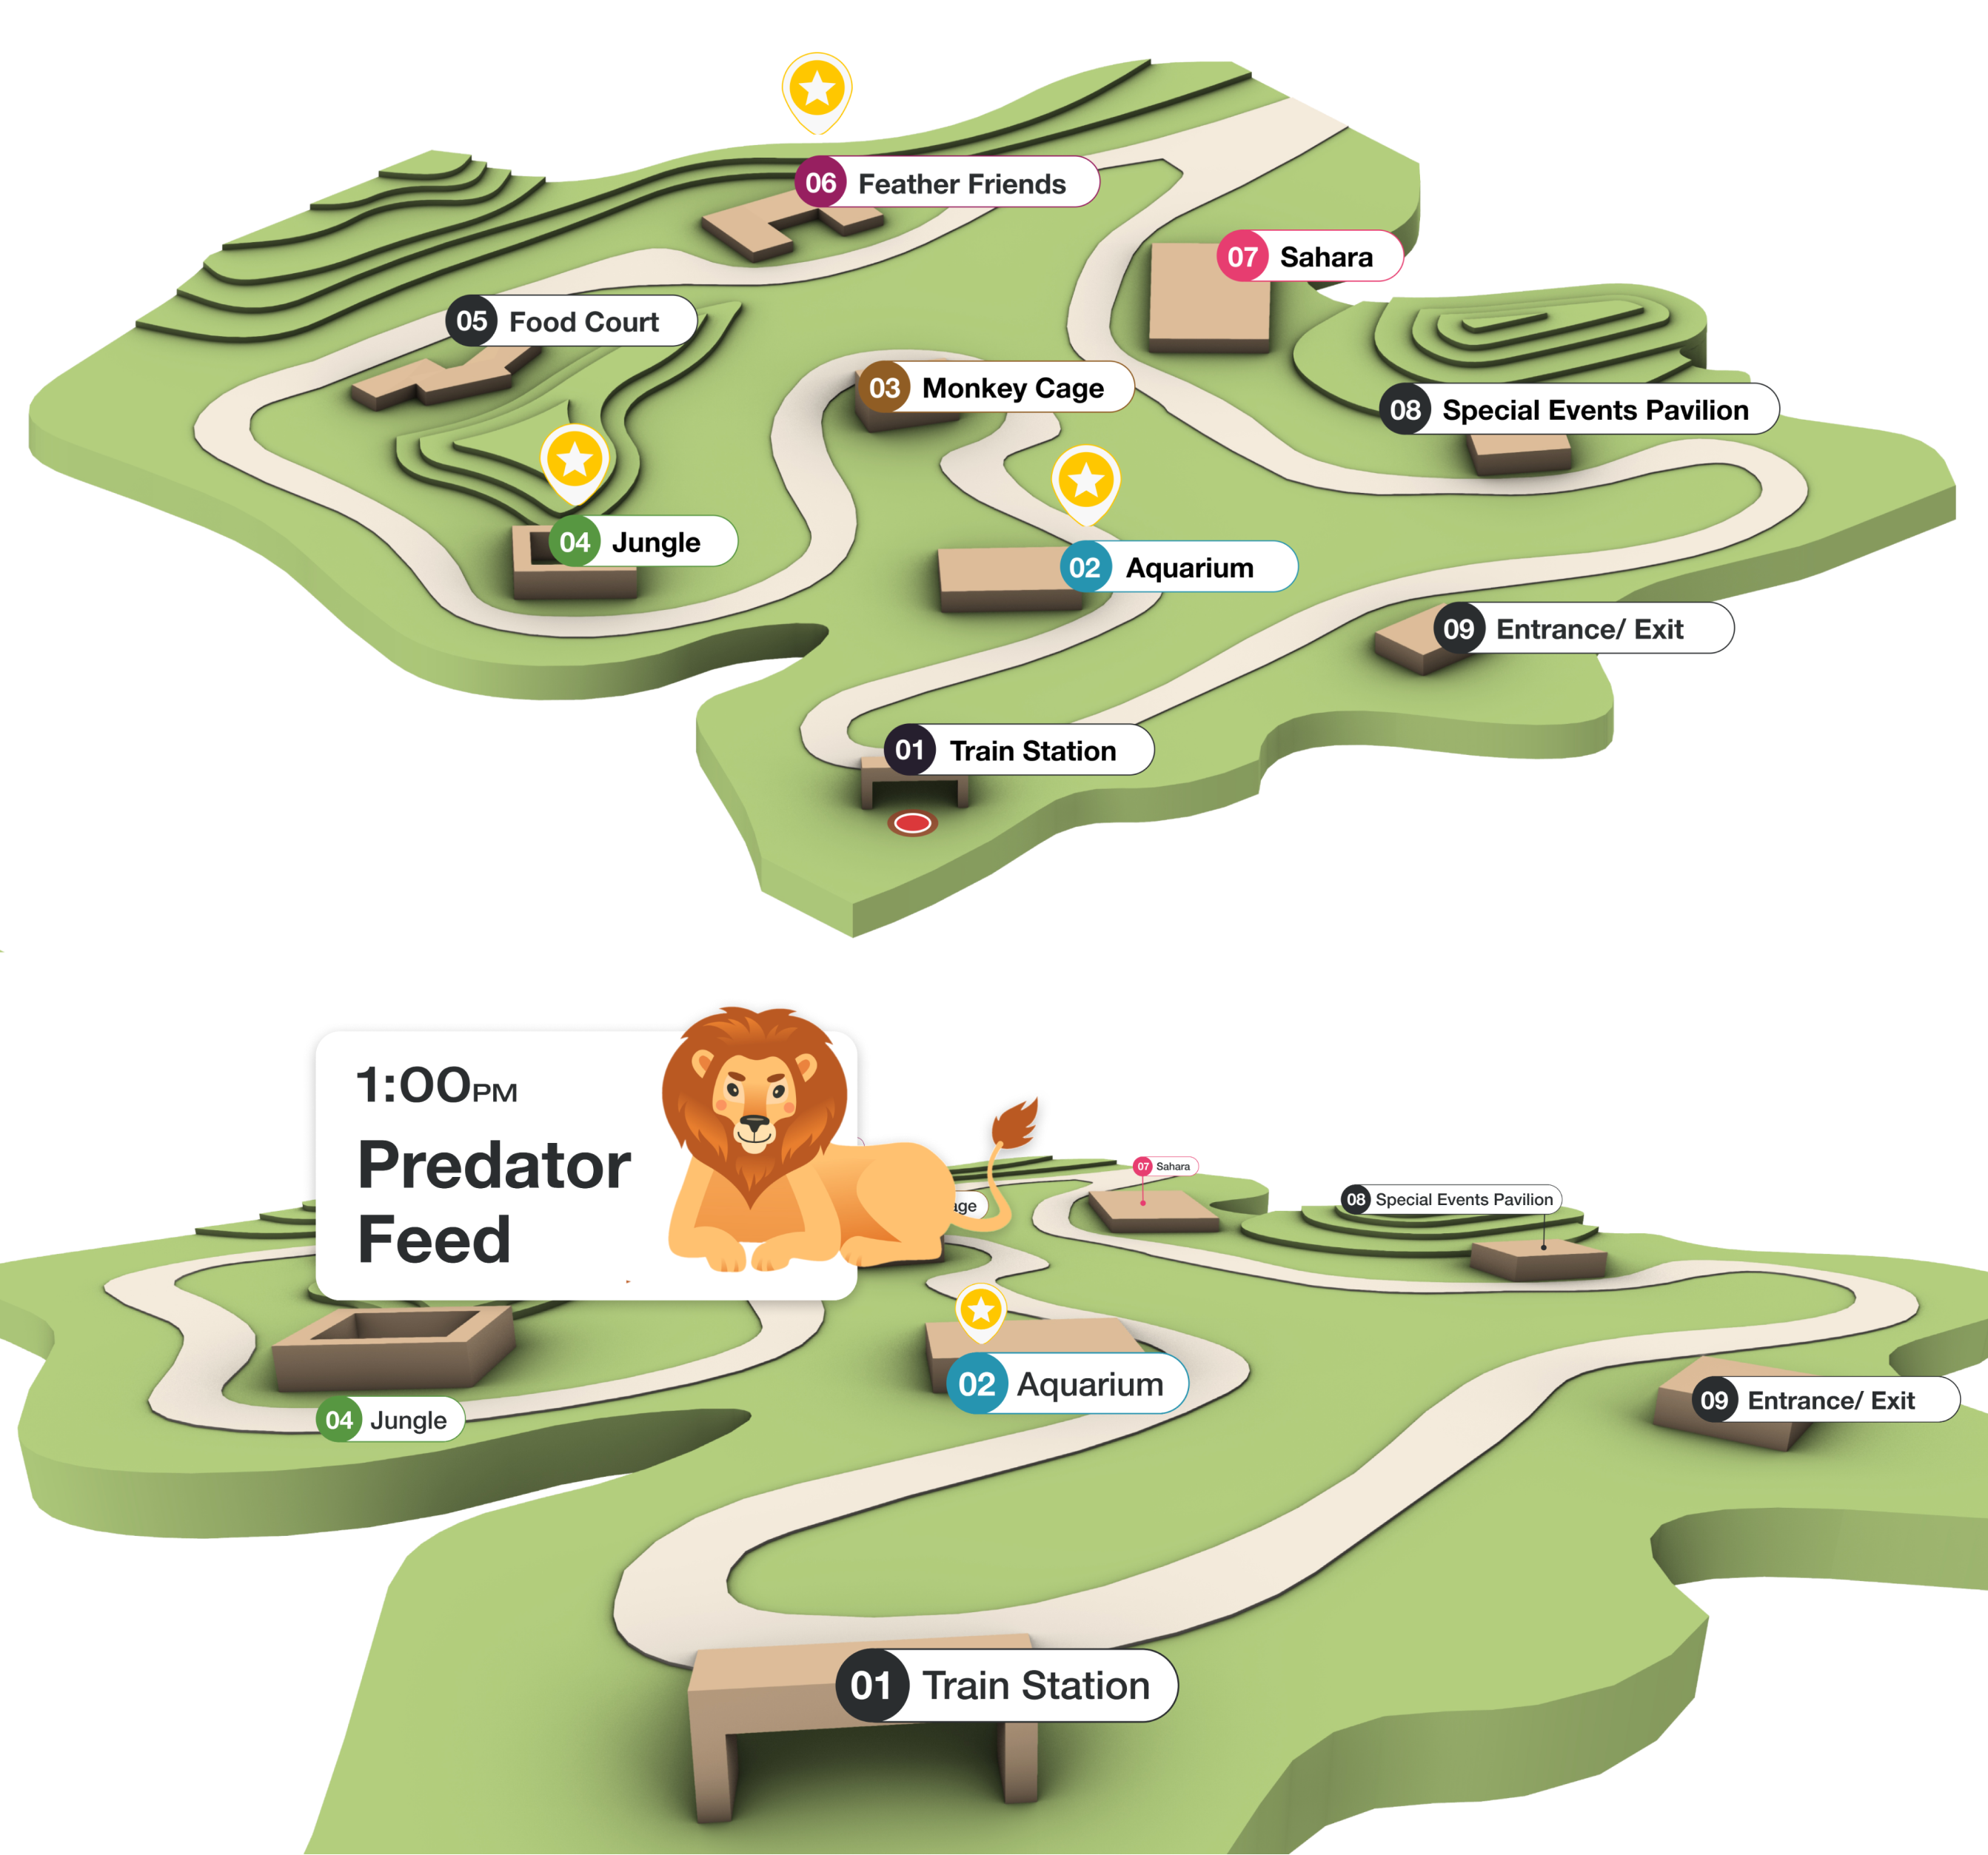 06 Feather Friends
07 Sahara
05 Food Court
03 Monkey Cage
08 Special Events Pavilion
04 Jungle
02 Aquarium
09 Entrance/ Exit
01 Train Station
1:00PM
Predator
Feed
07 Sahara
08 Special Events Pavilion
age
02 Aquarium
09 Entrance/ Exit
04 Jungle
01 Train Station